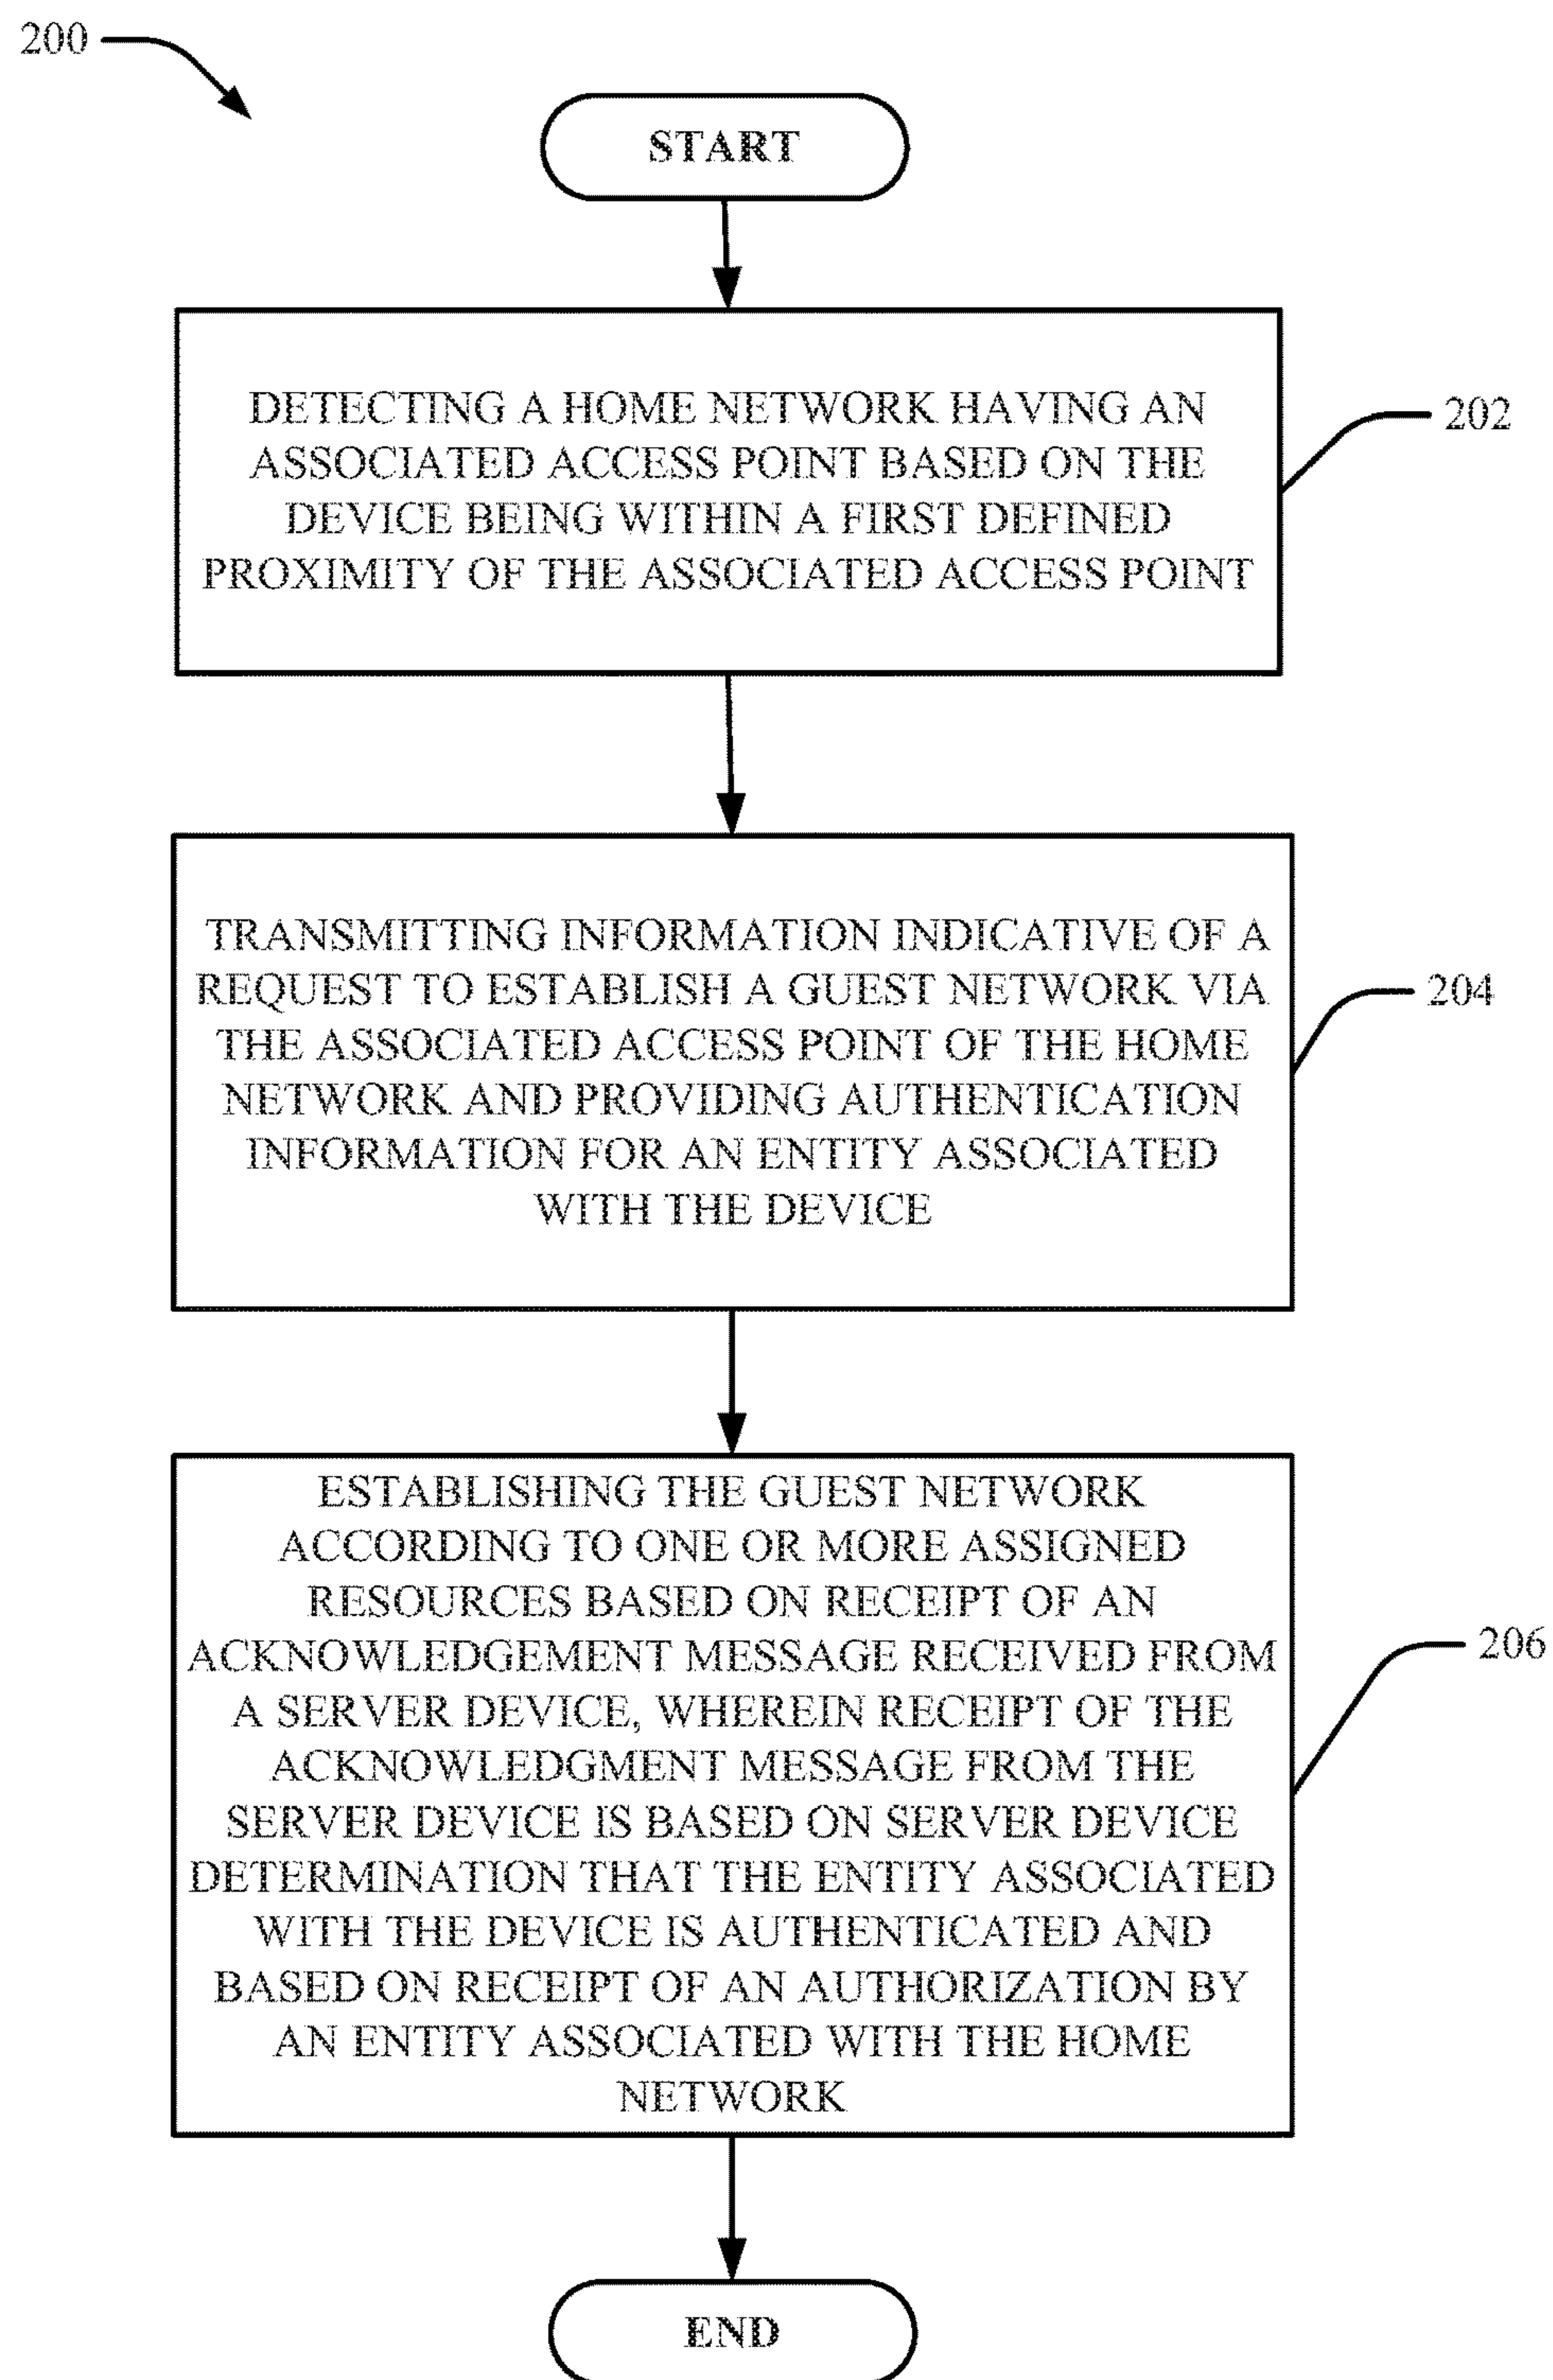 200
START
DETECTING A HOME NETWORK HAVING AN
ASSOCIATED ACCESS POINT BASED ON THE
DEVICE BEING WITHIN A FIRST DEFINED
PROXIMITY OF THE ASSOCIATED ACCESS POINT
202
TRANSMITTING INFORMATION INDICATIVE OF A
REQUEST TO ESTABLISH A GUEST NETWORK VIA
THE ASSOCIATED ACCESS POINT OF THE HOME
NETWORK AND PROVIDING AUTHENTICATION
INFORMATION FOR AN ENTITY ASSOCIATED
WITH THE DEVICE
204
ESTABLISHING THE GUEST NETWORK
ACCORDING TO ONE OR MORE ASSIGNED
RESOURCES BASED ON RECEIPT OF AN
ACKNOWLEDGEMENT MESSAGE RECEIVED FROM
A SERVER DEVICE, WHEREIN RECEIPT OF THE
ACKNOWLEDGMENT MESSAGE FROM THE
SERVER DEVICE IS BASED ON SERVER DEVICE
DETERMINATION THAT THE ENTITY ASSOCIATED
WITH THE DEVICE IS AUTHENTICATED AND
BASED ON RECEIPT OF AN AUTHORIZATION BY
AN ENTITY ASSOCIATED WITH THE HOME
NETWORK
206
END